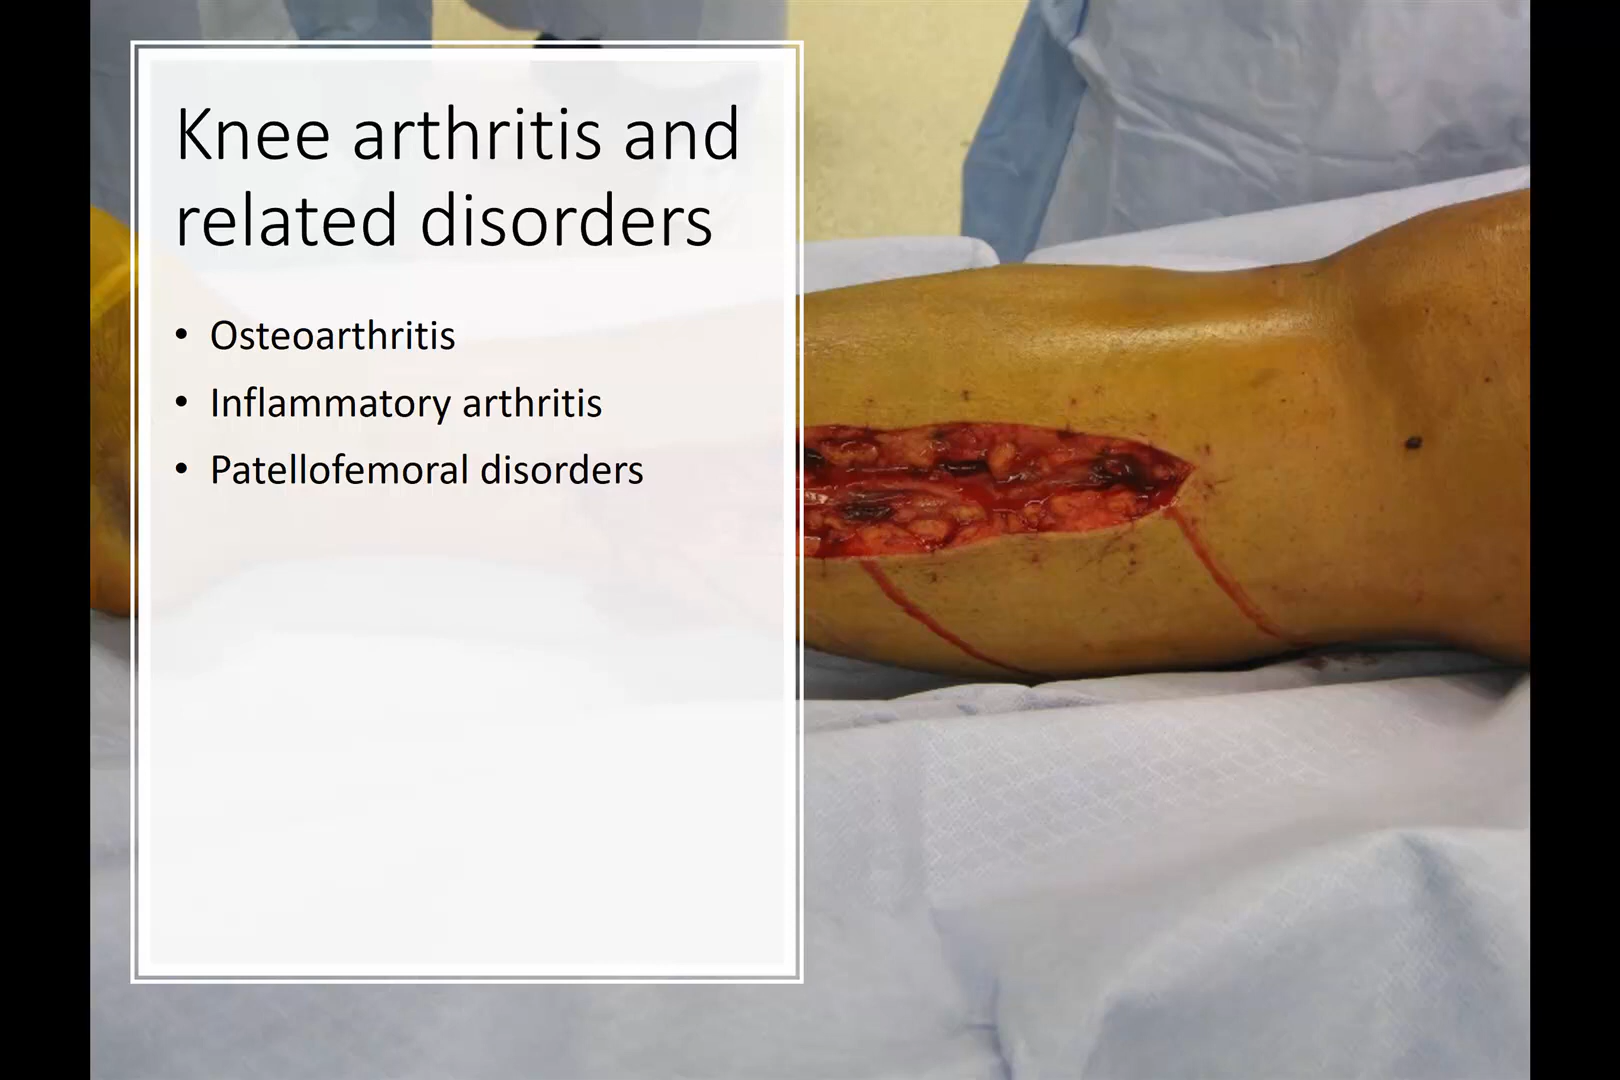 Knee arthritis and
related disorders
• Osteoarthritis
• Inflammatory arthritis
• Patellofemoral disorders